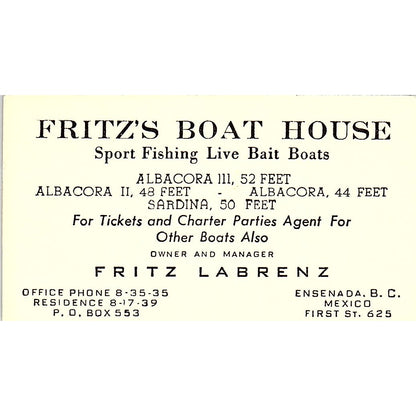 FRITZ'S BOAT HOUSE
Sport Fishing Live Bait Boats
ALBACORA III, 52 FEET
ALBACORA II, 48 FEET - ALBACORA, 44 FEET
SARDINA, 50 FEET
For Tickets and Charter Parties Agent For
Other Boats Also
OWNER AND MANAGER
FRITZ LABRENZ
OFFICE PHONE 8-35-35
RESIDENCE 8-17-39
P. O. BOX 553
ENSENADA, B. C.
MEXICO
FIRST ST. 625